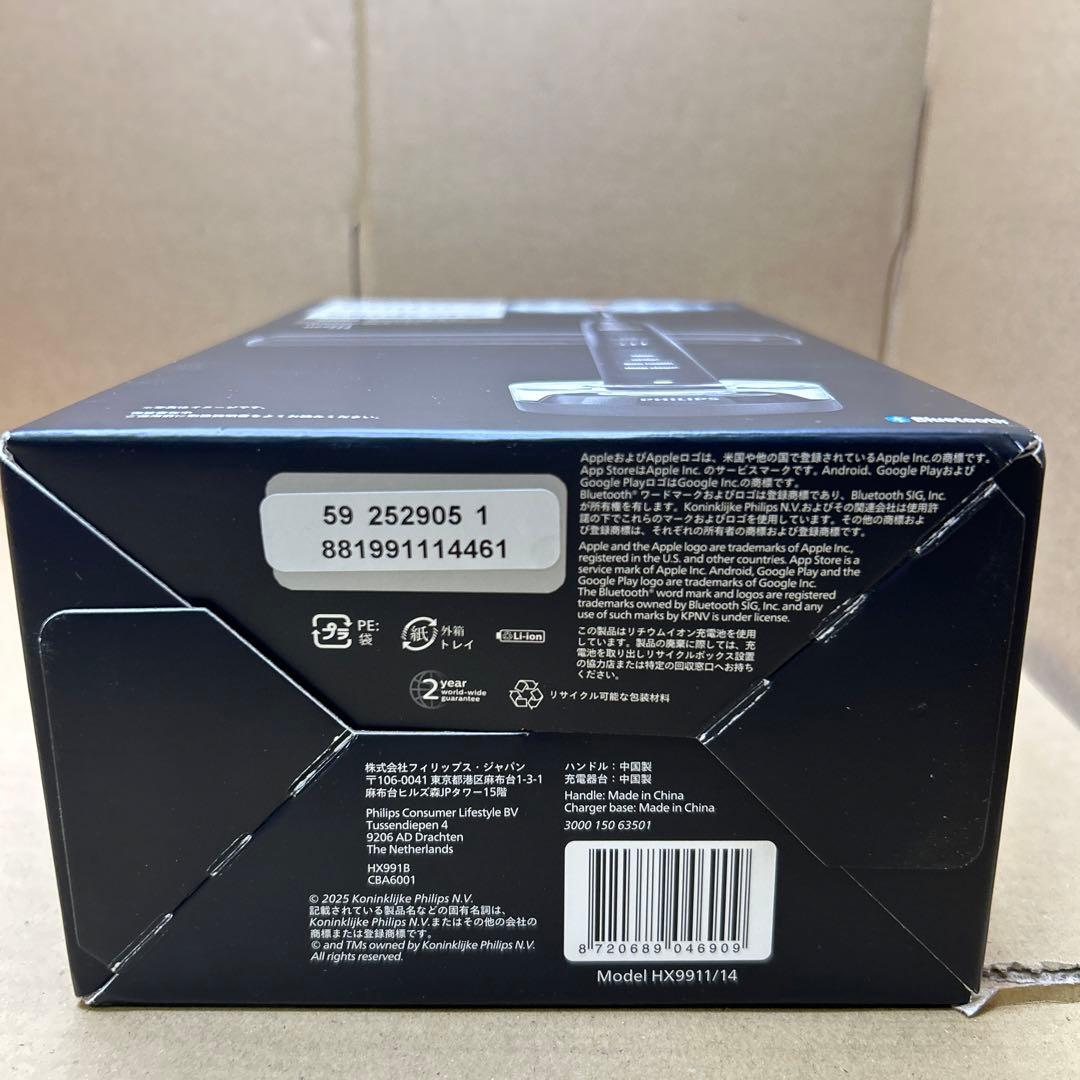 PHILIPS
Bluetooth
AppleおよびAppleロゴは、米国や他の国で登録されているApple Inc.の商標です。
App StoreはApple Inc. のサービスマークです。Android、Google Playおよび
Google PlayロゴはGoogle Inc.の商標です。
Bluetooth® ワードマークおよびロゴは登録商標であり、Bluetooth SIG, Inc.
が所有権を有します。Koninklijke Philips N.V.およびその関連会社は使用許
諾の下でこれらのマークおよびロゴを使用しています。その他の商標およ
び登録商標は、それぞれの所有者の商標および登録商標です。
Apple and the Apple logo are trademarks of Apple Inc.,
registered in the U.S. and other countries. App Store is a
service mark of Apple Inc. Android, Google Play and the
Google Play logo are trademarks of Google Inc.
The Bluetooth® word mark and logos are registered
trademarks owned by Bluetooth SIG, Inc. and any
use of such marks by KPNV is under license.
この製品はリチウムイオン充電池を使用
しています。製品の廃棄に際しては、充
電池を取り出しリサイクルボックス設置
の協力店または特定の回収窓口へお持ち
ください。
59 252905 1
881991114461
プラ
PE:
袋
紙
外箱
トレイ
Li-ion
2 year
world-wide
guarantee
リサイクル可能な包装材料
株式会社フィリップス・ジャパン
〒106-0041 東京都港区麻布台1-3-1
麻布台ヒルズ森JPタワー15階
Philips Consumer Lifestyle BV
Tussendiepen 4
9206 AD Drachten
The Netherlands
HX991B
CBA6001
© 2025 Koninklijke Philips N.V.
記載されている製品名などの固有名詞は、
Koninklijke Philips N.V.またはその他の会社の
商標または登録商標です。
© and TMs owned by Koninklijke Philips N.V.
All rights reserved.
ハンドル：中国製
充電器台：中国製
Handle: Made in China
Charger base: Made in China
3000 150 63501
8 720689 046909
Model HX9911/14